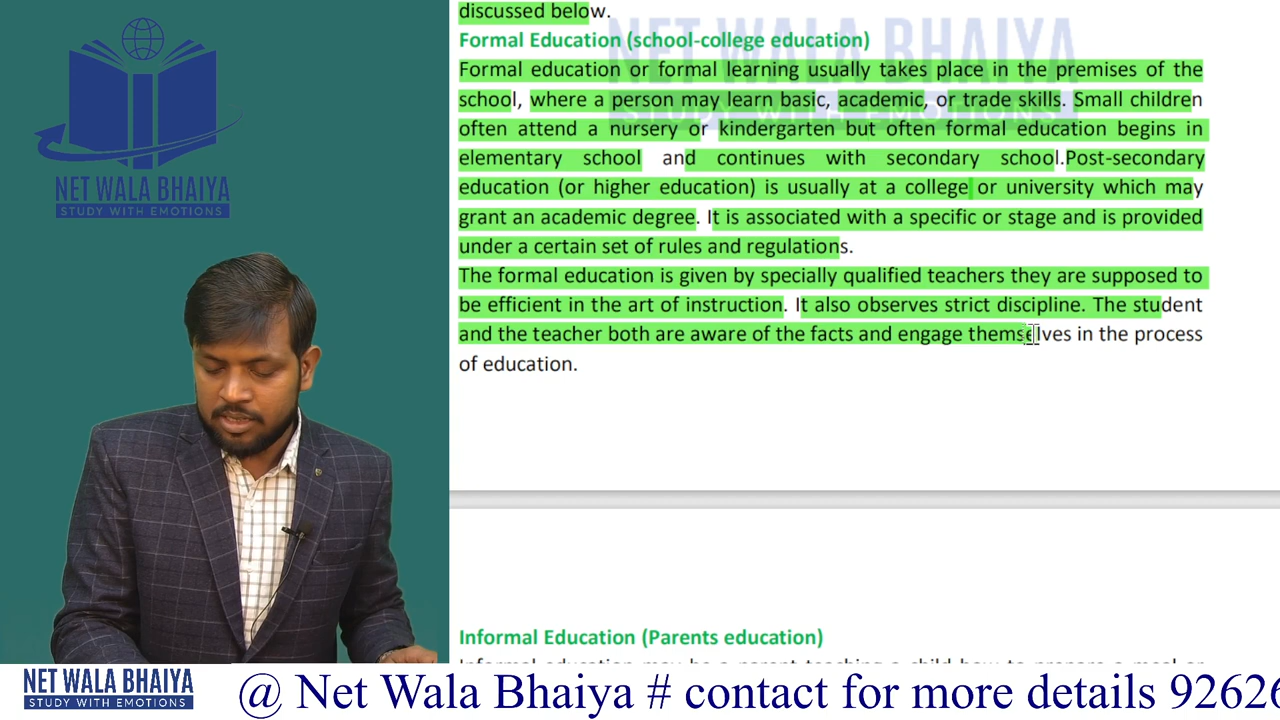 discussed below.
Formal Education (school-college education)
Formal education or formal learning usually takes place in the premises of the
school, where a person may learn basic, academic, or trade skills. Small children
often attend a nursery or kindergarten but often formal education begins in
elementary school and continues with secondary school.Post-secondary
education (or higher education) is usually at a college or university which may
grant an academic degree. It is associated with a specific or stage and is provided
under a certain set of rules and regulations.
The formal education is given by specially qualified teachers they are supposed to
be efficient in the art of instruction. It also observes strict discipline. The student
and the teacher both are aware of the facts and engage themselves in the process
of education.
Informal Education (Parents education)
NET WALA BHAIYA
STUDY WITH EMOTIONS
NET WALA BHAIYA
STUDY WITH EMOTIONS
NET WALA BHAIYA
STUDY WITH EMOTIONS
@ Net Wala Bhaiya # contact for more details 9262